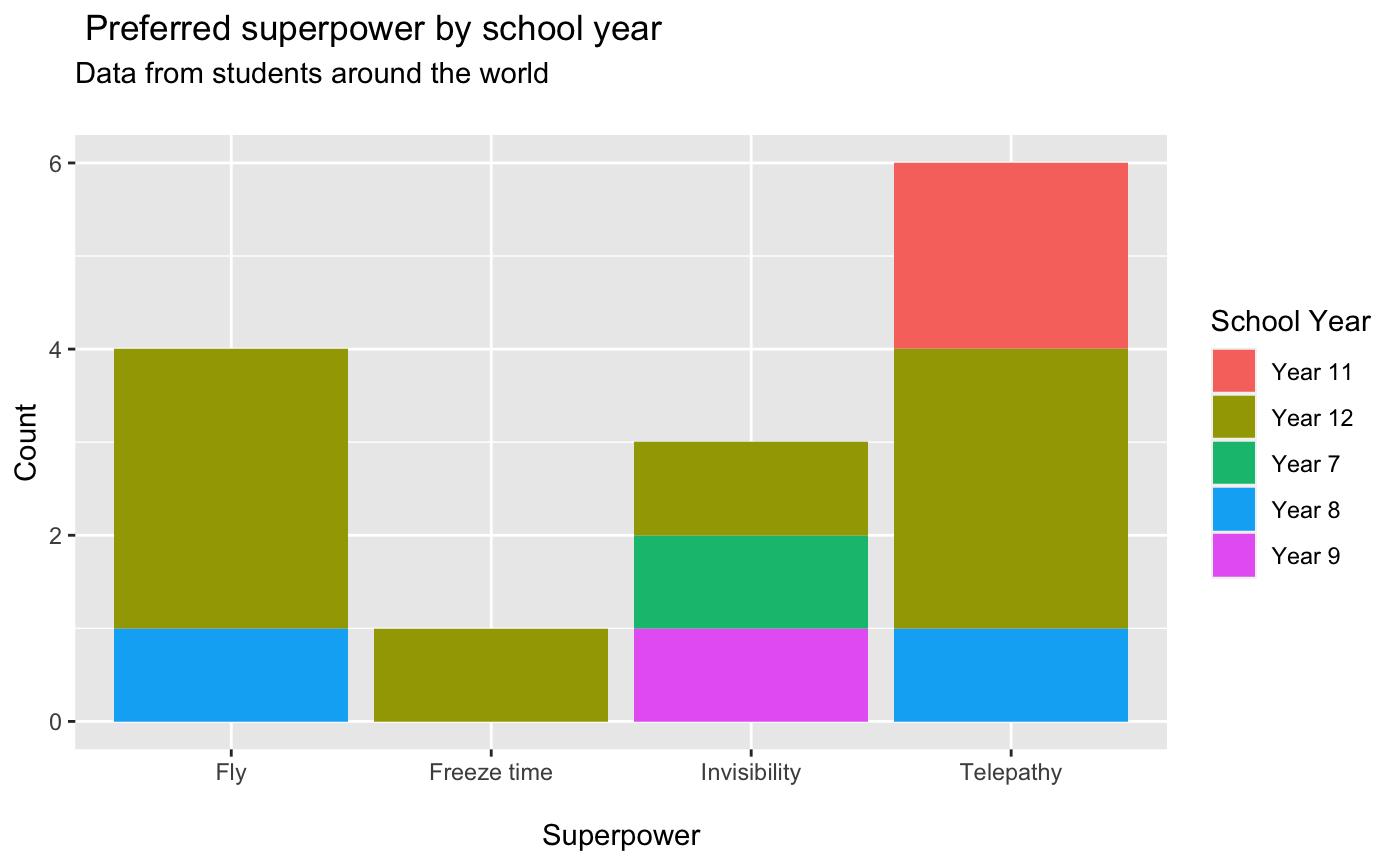 Preferred superpower by school year
Data from students around the world
6
4
2
0
Count
Fly
Freeze time
Invisibility
Telepathy
Superpower
School Year
Year 11
Year 12
Year 7
Year 8
Year 9